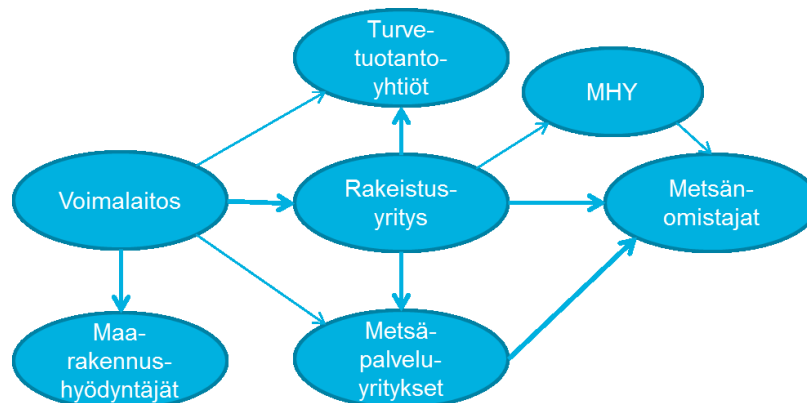 Turve-
tuotanto-
yhtiöt
MHY
Voimalaitos
Rakeistus-
yritys
Metsän-
omistajat
Maa-
rakennus-
hyödyntäjät
Metsä-
palvelu-
yritykset